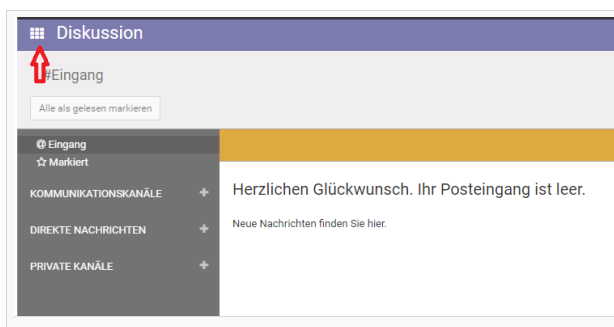 Diskussion
#Eingang
Alle als gelesen markieren
@ Eingang
Markiert
KOMMUNIKATIONSKANÄLE +
DIREKTE NACHRICHTEN +
PRIVATE KANÄLE +
Herzlichen Glückwunsch. Ihr Posteingang ist leer.
Neue Nachrichten finden Sie hier.